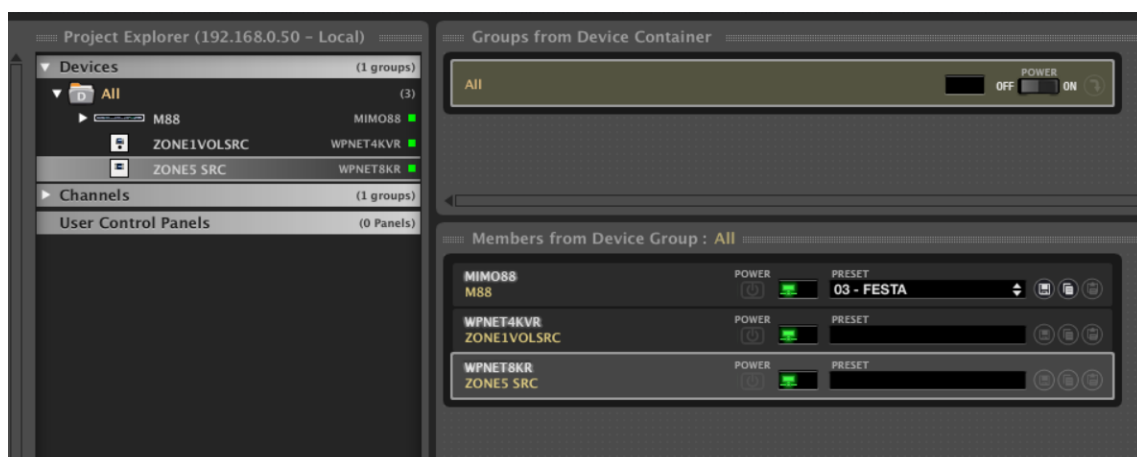 Project Explorer (192.168.0.50 - Local)
Devices (1 groups)
D All (3)
M88 MIMO88
ZONE1VOLSRC WPNET4KVR
ZONE5 SRC WPNET8KR
Channels (1 groups)
User Control Panels (0 Panels)
Groups from Device Container
All
POWER
OFF ON
Members from Device Group : All
MIMO88 POWER PRESET
M88 03 - FESTA
WPNET4KVR POWER PRESET
ZONE1VOLSRC
WPNET8KR POWER PRESET
ZONE5 SRC